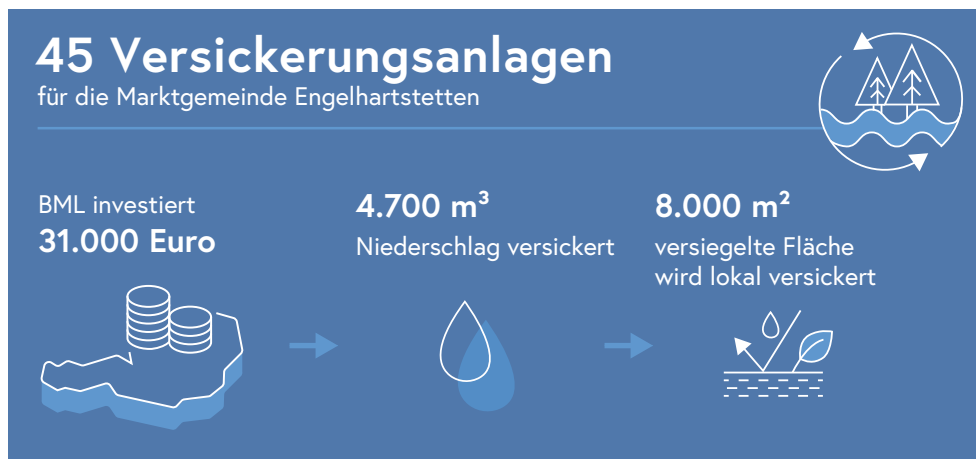 45 Versickerungsanlagen
für die Marktgemeinde Engelhartstetten
BML investiert
31.000 Euro
4.700 m³
Niederschlag versickert
8.000 m²
versiegelte Fläche
wird lokal versickert